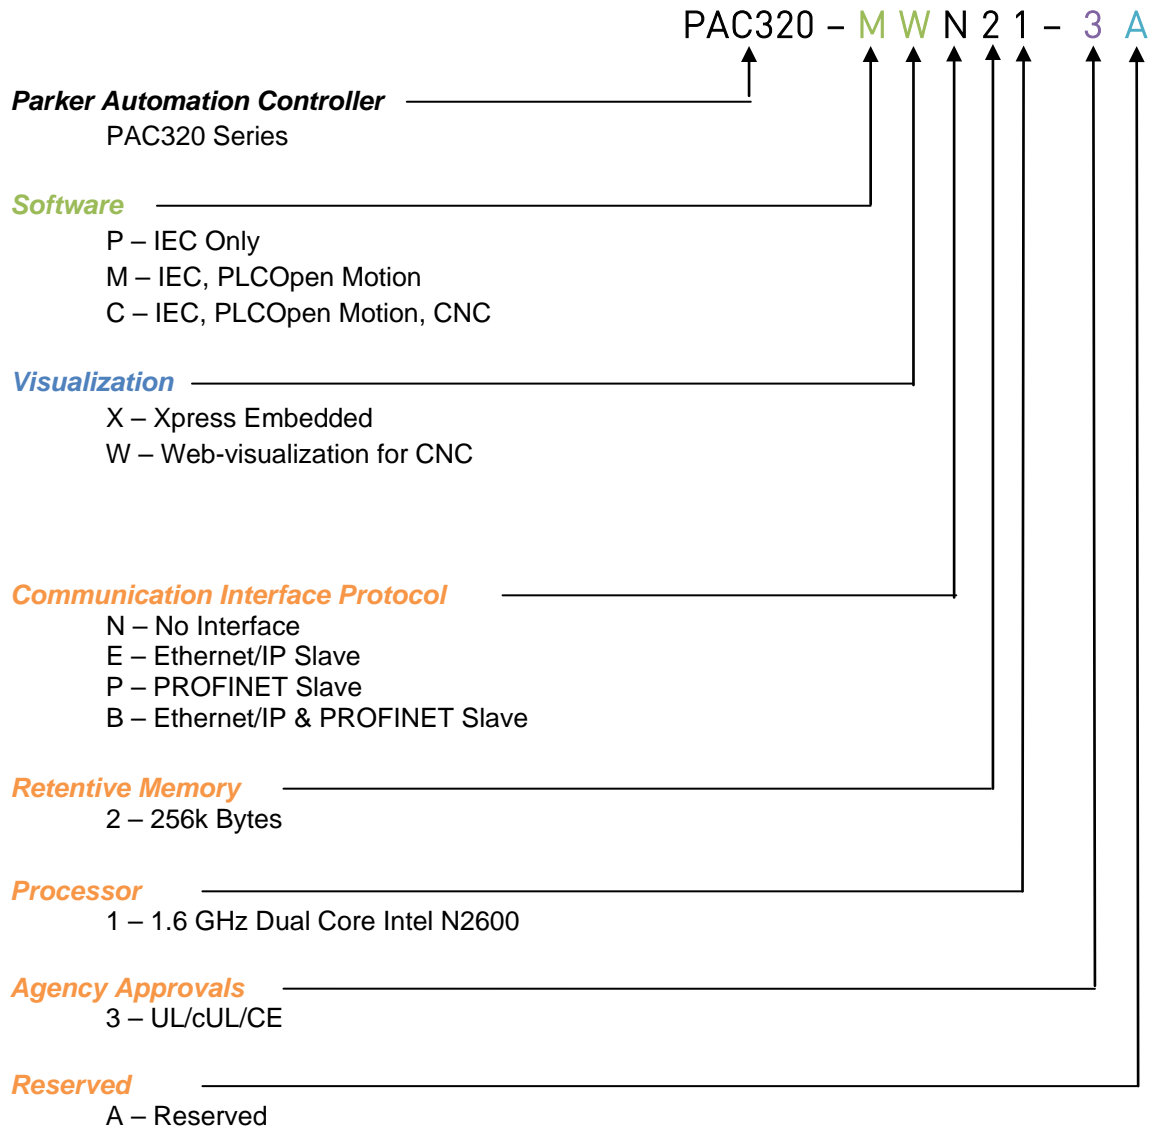 PAC320 – M W N 2 1 – 3 A
Parker Automation Controller
PAC320 Series
Software
P – IEC Only
M – IEC, PLCOpen Motion
C – IEC, PLCOpen Motion, CNC
Visualization
X – Xpress Embedded
W – Web-visualization for CNC
Communication Interface Protocol
N – No Interface
E – Ethernet/IP Slave
P – PROFINET Slave
B – Ethernet/IP & PROFINET Slave
Retentive Memory
2 – 256k Bytes
Processor
1 – 1.6 GHz Dual Core Intel N2600
Agency Approvals
3 – UL/cUL/CE
Reserved
A – Reserved